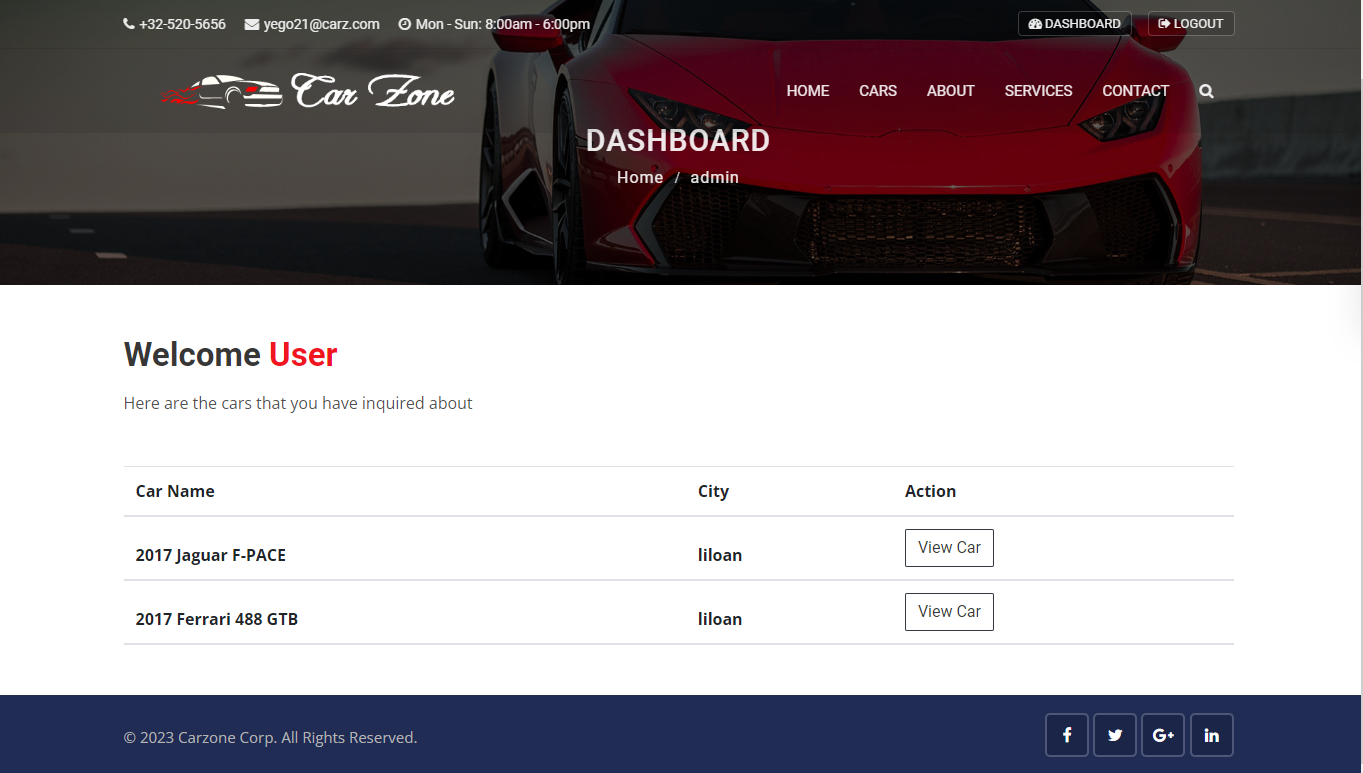 +32-520-5656 yego21@carz.com Mon - Sun: 8:00am - 6:00pm DASHBOARD LOGOUT
Car Zone HOME CARS ABOUT SERVICES CONTACT
DASHBOARD
Home / admin
Welcome User
Here are the cars that you have inquired about
Car Name City Action
2017 Jaguar F-PACE liloan View Car
2017 Ferrari 488 GTB liloan View Car
© 2023 Carzone Corp. All Rights Reserved.